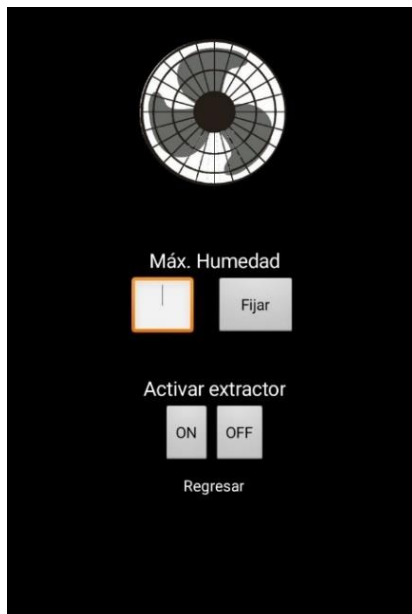 Máx. Humedad
Fijar
Activar extractor
ON OFF
Regresar